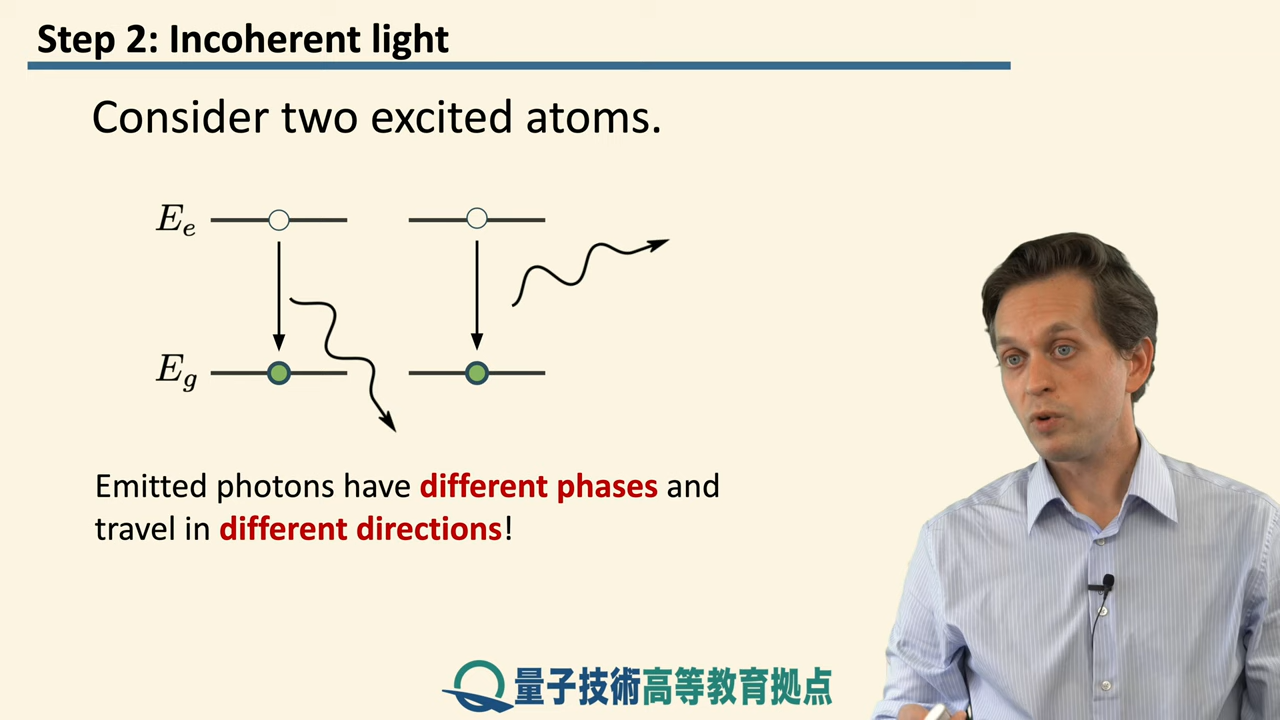 Step 2: Incoherent light
Consider two excited atoms.
E_e
E_g
Emitted photons have different phases and
travel in different directions!
量子技術高等教育拠点